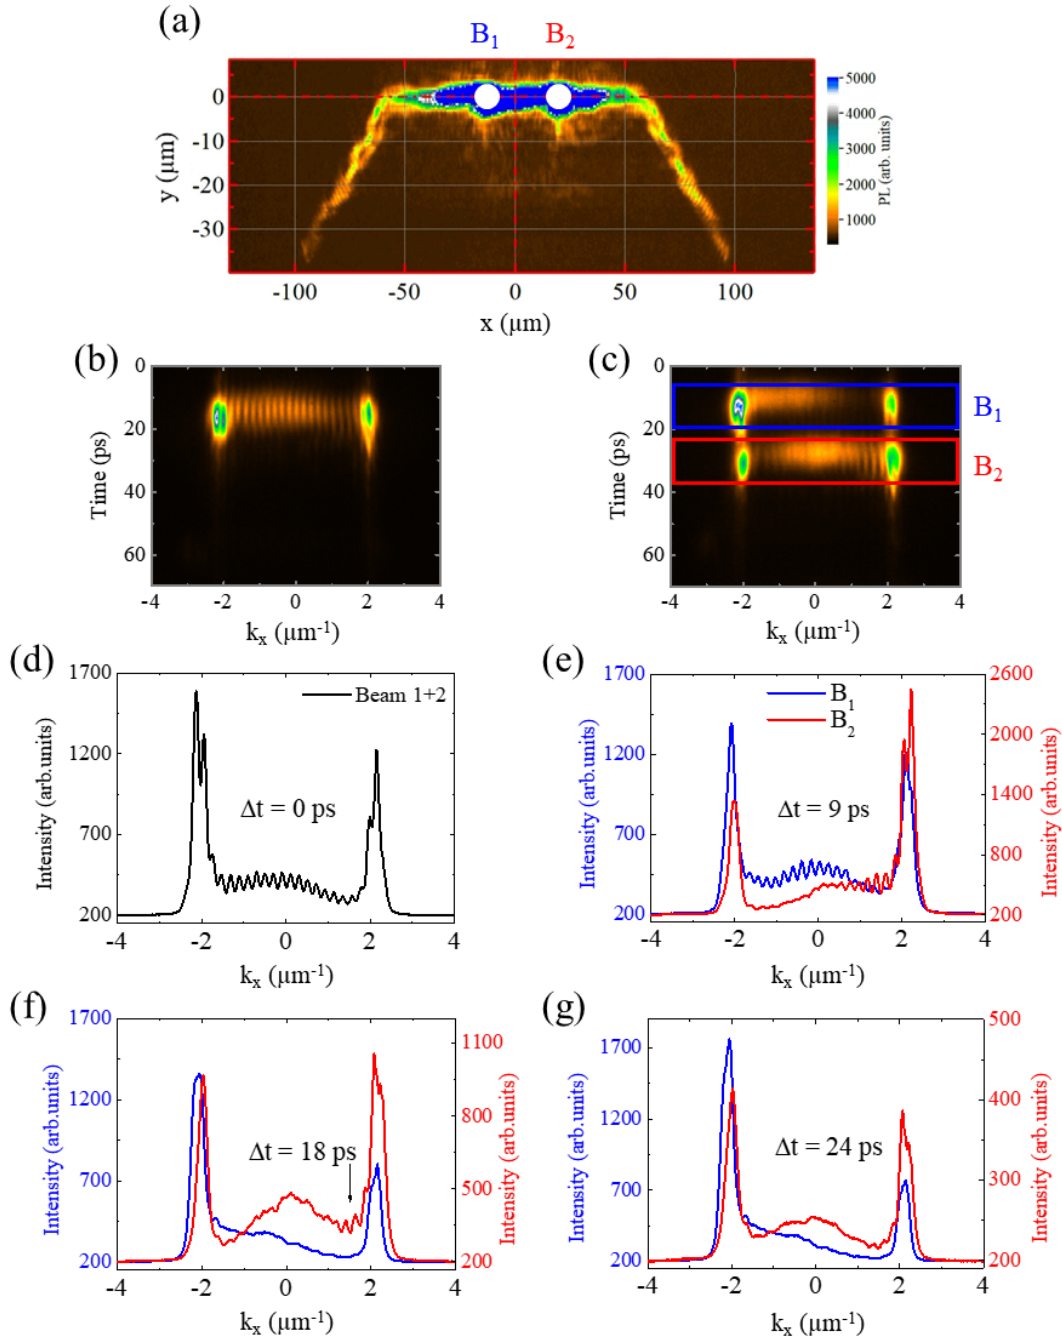 (a)
B1 B2
0
-10
-20
-30
y (μm)
-100 -50 0 50 100
x (μm)
5000
4000
3000
2000
1000
PL (arb. units)
(b)
0
20
40
60
Time (ps)
-4 -2 0 2 4
kx (μm-1)
(c)
0
20
40
60
Time (ps)
B1
B2
-4 -2 0 2 4
kx (μm-1)
(d)
1700
1200
700
200
Intensity (arb.units)
Beam 1+2
Δt = 0 ps
-4 -2 0 2 4
kx (μm-1)
(e)
1700
1200
700
200
Intensity (arb.units)
B1
B2
Δt = 9 ps
2600
2000
1400
800
200
Intensity (arb.units)
-4 -2 0 2 4
kx (μm-1)
(f)
1700
1200
700
200
Intensity (arb.units)
Δt = 18 ps
1100
800
500
200
Intensity (arb.units)
-4 -2 0 2 4
kx (μm-1)
(g)
1700
1200
700
200
Intensity (arb.units)
Δt = 24 ps
500
400
300
200
Intensity (arb.units)
-4 -2 0 2 4
kx (μm-1)